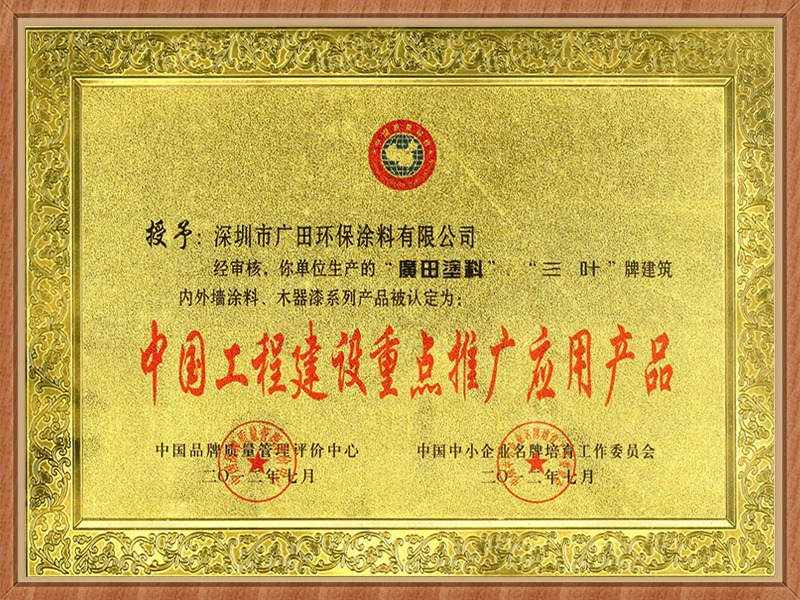 授予：深圳市广田环保涂料有限公司
经审核，你单位生产的“廣田塗料”、“三 叶”牌建筑
内外墙涂料、木器漆系列产品被认定为：
中国工程建设重点推广应用产品
中国品牌质量管理评价中心 中国中小企业名牌培育工作委员会
二〇一二年七月 二〇一二年七月